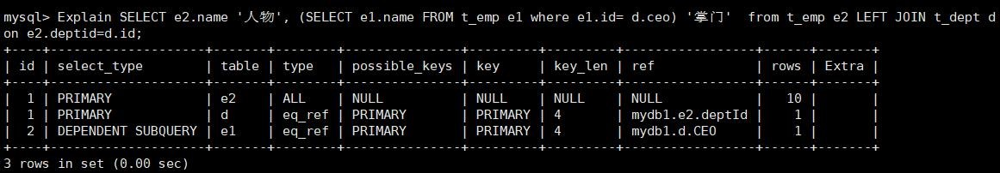 mysql> Explain SELECT e2.name '人物', (SELECT e1.name FROM t_emp e1 where e1.id= d.ceo) '掌门'  from t_emp e2 LEFT JOIN t_dept d
on e2.deptid=d.id;
+----+--------------------+-------+--------+---------------+---------+---------+-----------------+------+-------+
| id | select_type        | table | type   | possible_keys | key     | key_len | ref             | rows | Extra |
+----+--------------------+-------+--------+---------------+---------+---------+-----------------+------+-------+
|  1 | PRIMARY            | e2    | ALL    | NULL          | NULL    | NULL    | NULL            |   10 |       |
|  1 | PRIMARY            | d     | eq_ref | PRIMARY       | PRIMARY | 4       | mydb1.e2.deptId |    1 |       |
|  2 | DEPENDENT SUBQUERY | e1    | eq_ref | PRIMARY       | PRIMARY | 4       | mydb1.d.CEO     |    1 |       |
+----+--------------------+-------+--------+---------------+---------+---------+-----------------+------+-------+
3 rows in set (0.00 sec)